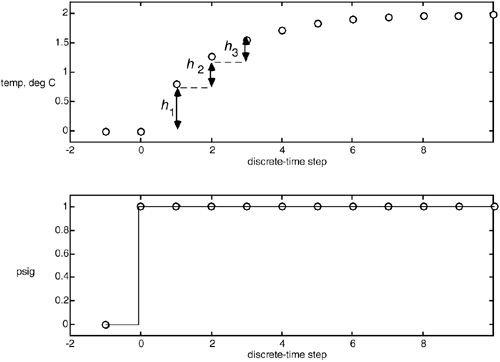 2
1.5
1
0.5
0
temp, deg C
h1
h2
h3
-2 0 2 4 6 8
discrete-time step
1
0.8
0.6
0.4
0.2
0
psig
-2 0 2 4 6 8
discrete-time step